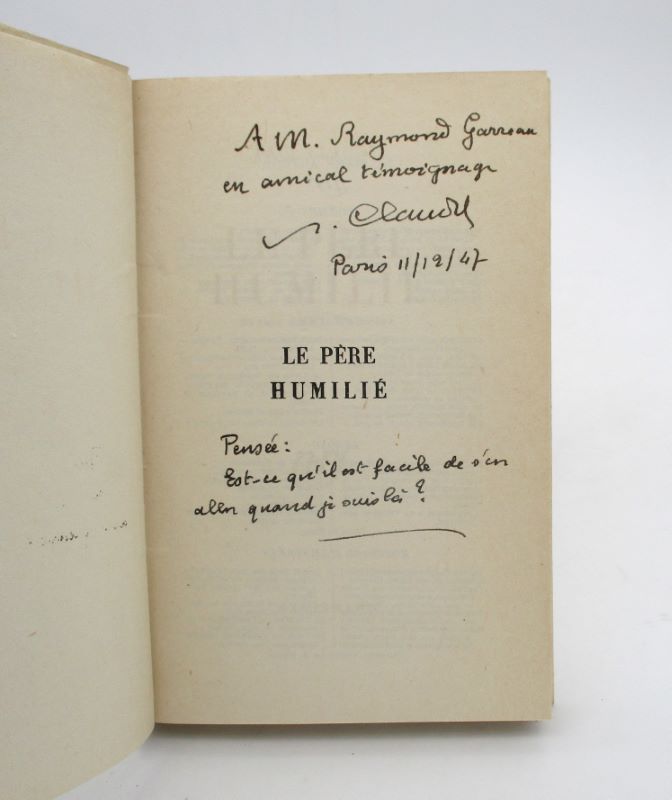 A M. Raymond Garreau
en amical témoignage
P. Claudel
Paris 11/12/47
LE PÈRE
HUMILIÉ
Pensée:
Est-ce qu'il est facile de s'en
aller quand je suis là?